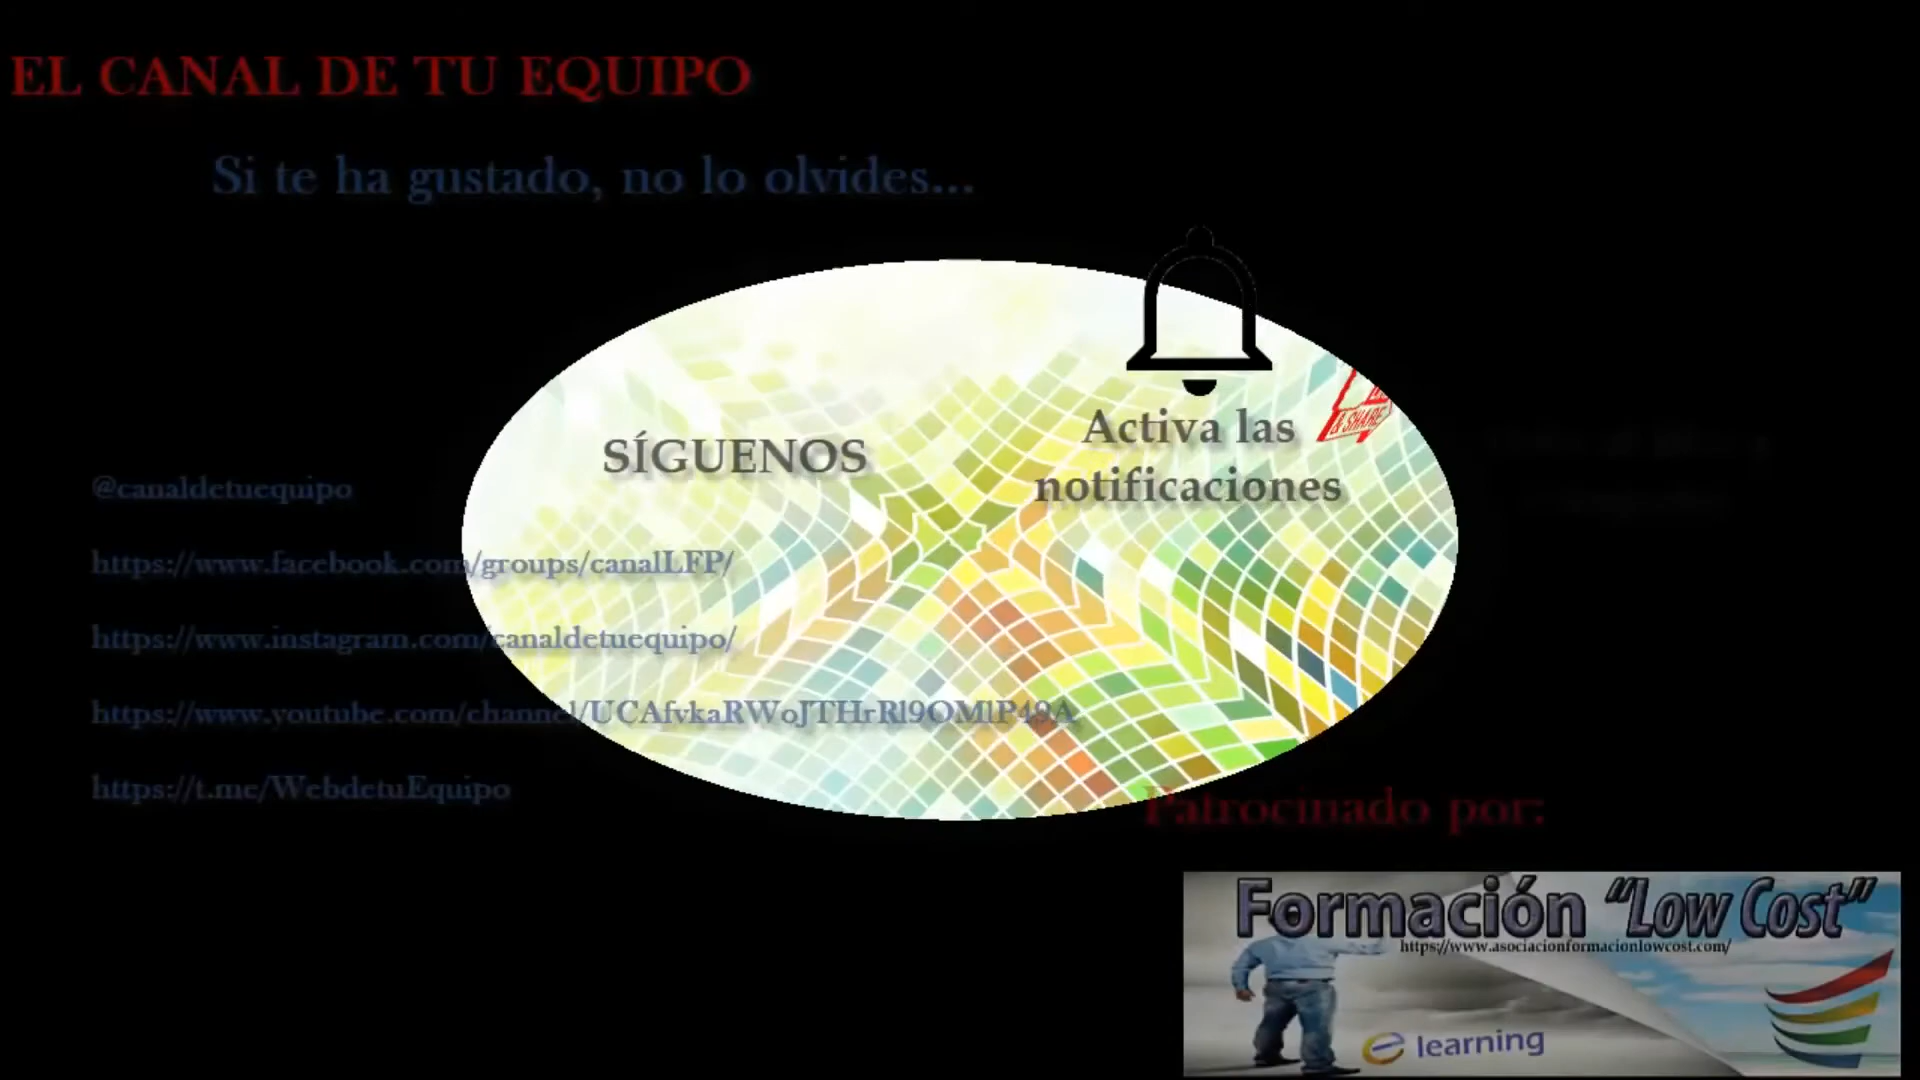 EL CANAL DE TU EQUIPO
Si te ha gustado, no lo olvides...
SÍGUENOS
Activa las
notificaciones
& SHARE
@canaldetuequipo
https://www.facebook.com/groups/canalLFP/
https://www.instagram.com/canaldetuequipo/
https://www.youtube.com/channel/UCAfvkaRWoJTHrRl9OMlP49A
https://t.me/WebdetuEquipo
Patrocinado por:
Formación "Low Cost"
https://www.asociacionformacionlowcost.com/
e learning